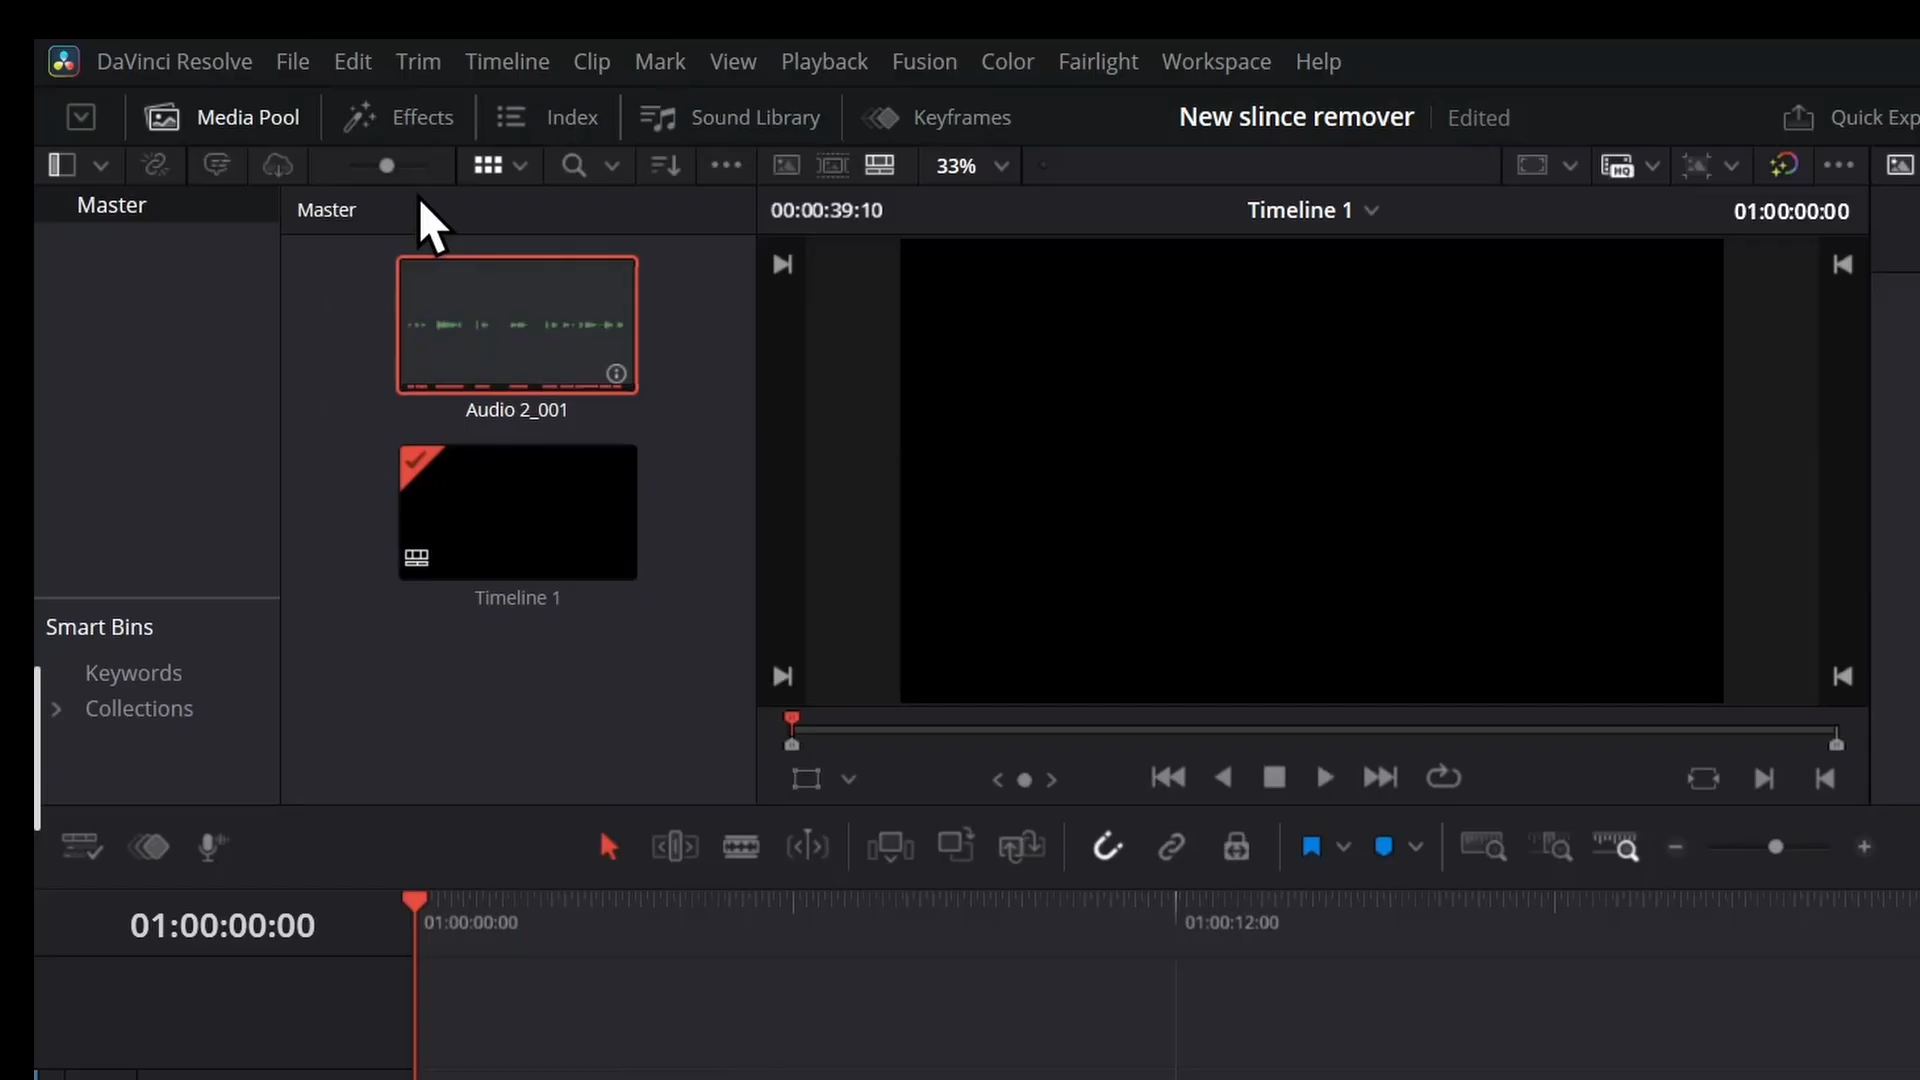 DaVinci Resolve File Edit Trim Timeline Clip Mark View Playback Fusion Color Fairlight Workspace Help
Media Pool Effects Index Sound Library Keyframes New slince remover Edited Quick Exp
33%
Master Master 00:00:39:10 Timeline 1 01:00:00:00
Audio 2_001
Timeline 1
Smart Bins
Keywords
Collections
01:00:00:00 01:00:00:00 01:00:12:00